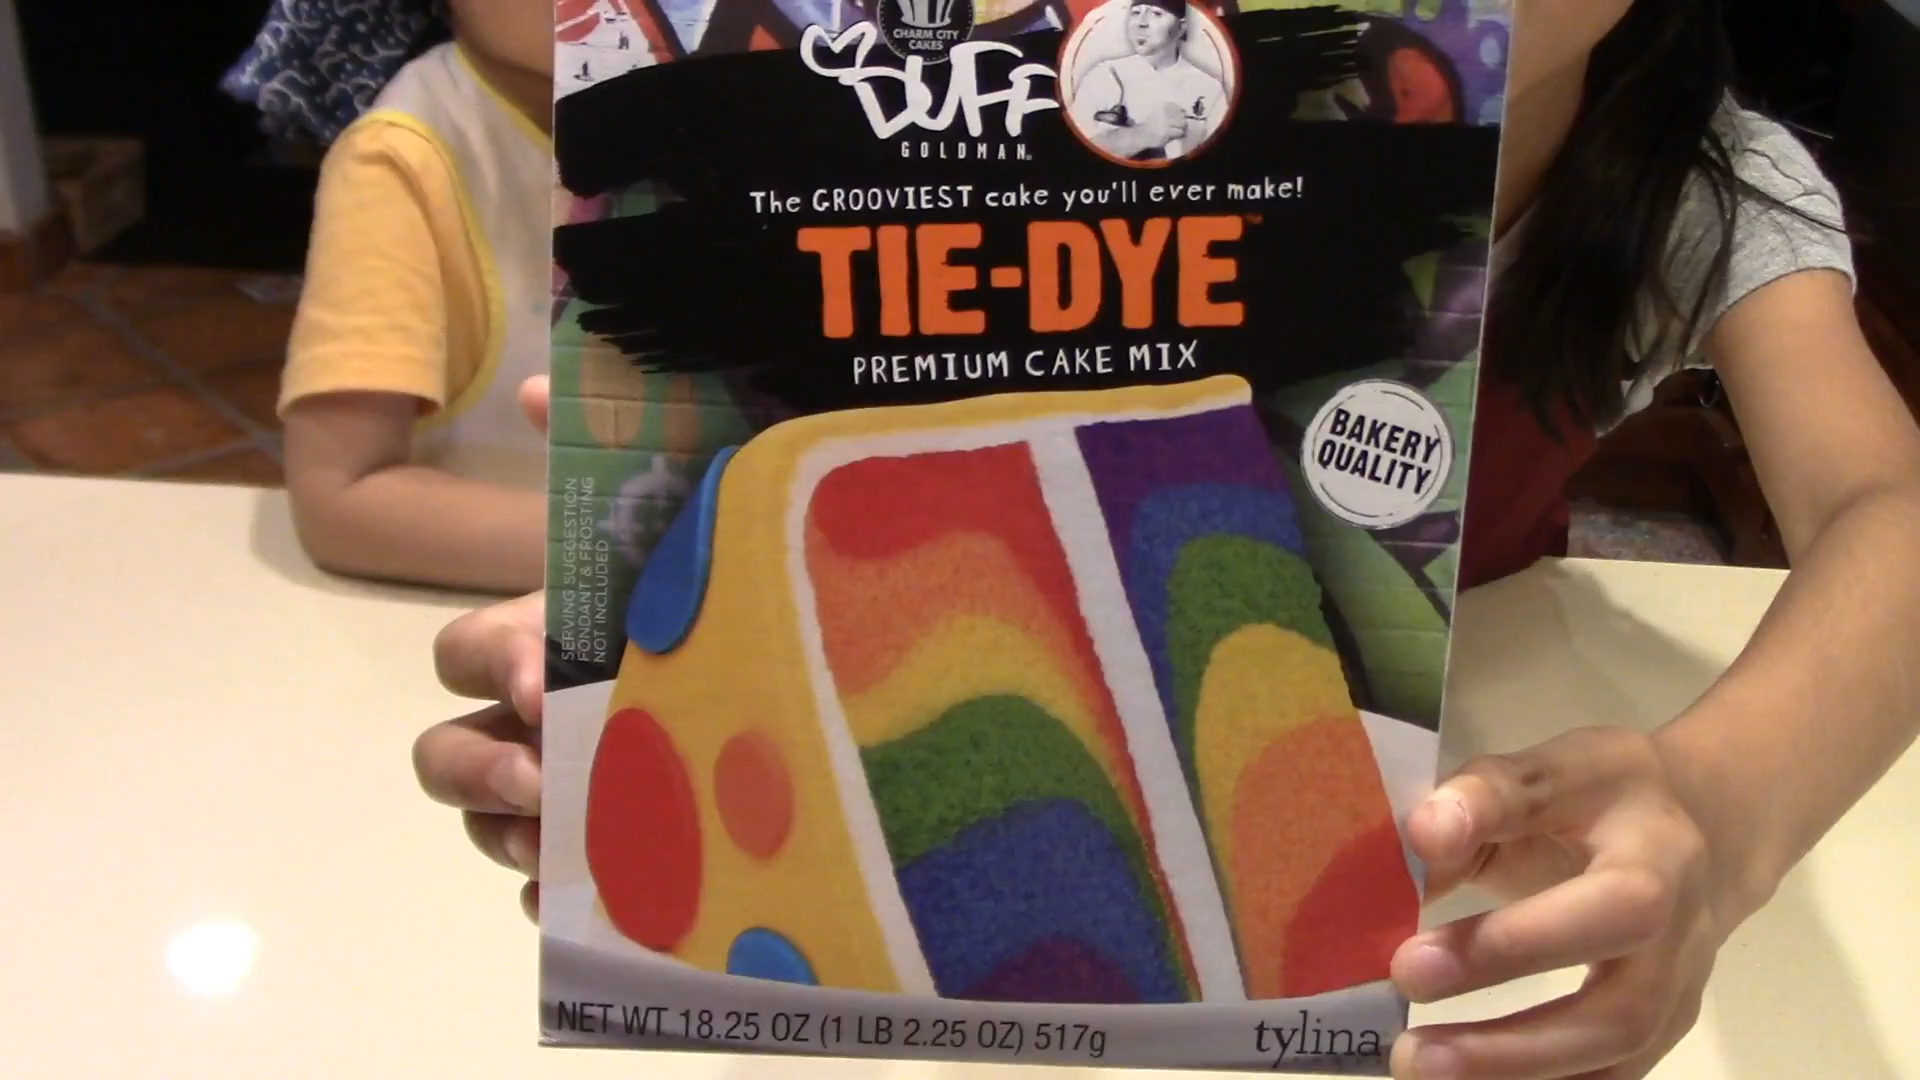 CHARM CITY
CAKES
DUFF
GOLDMAN®
The GROOVIEST cake you'll ever make!
TIE-DYE™
PREMIUM CAKE MIX
BAKERY
QUALITY
SERVING SUGGESTION
FONDANT & FROSTING
NOT INCLUDED
NET WT 18.25 OZ (1 LB 2.25 OZ) 517g
tylina